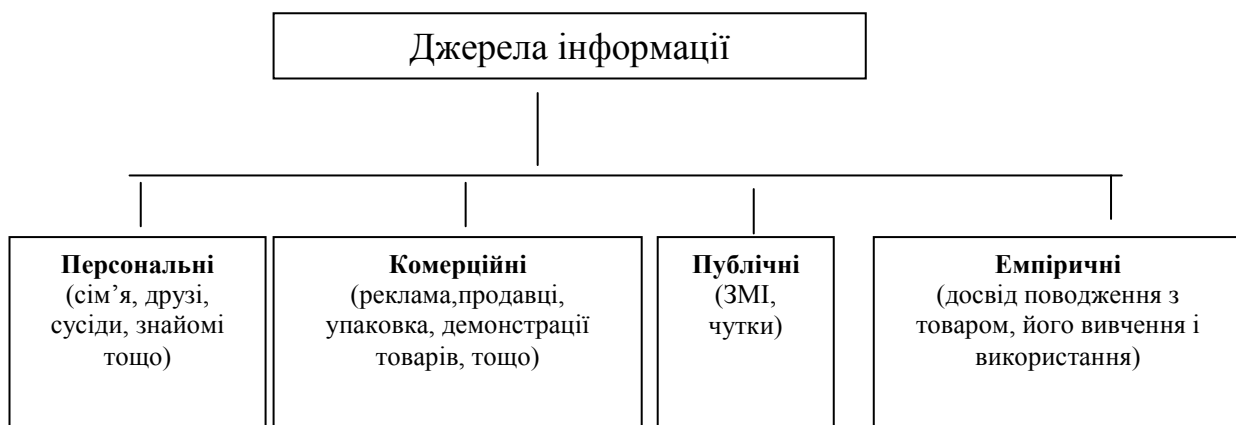 Джерела інформації
Персональні
(сім’я, друзі,
сусіди, знайомі
тощо)
Комерційні
(реклама,продавці,
упаковка, демонстрації
товарів, тощо)
Публічні
(ЗМІ,
чутки)
Емпіричні
(досвід поводження з
товаром, його вивчення і
використання)